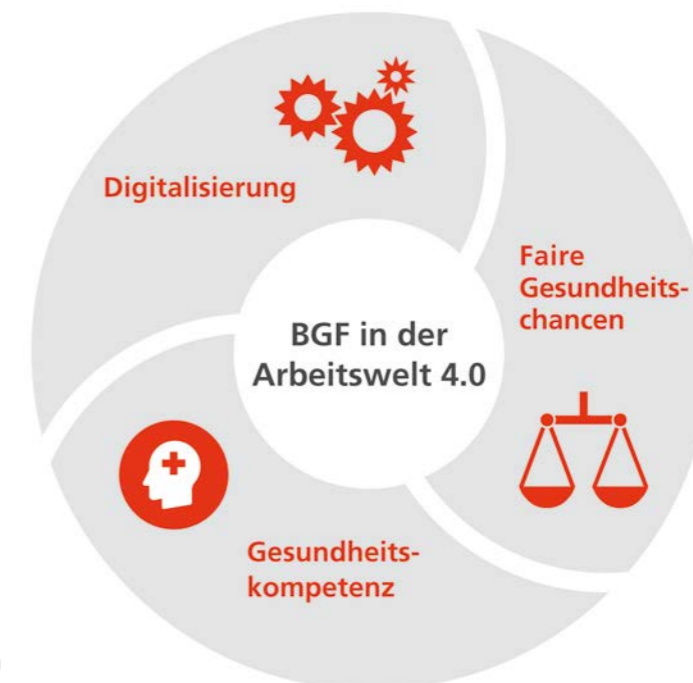 Digitalisierung
Faire
Gesundheits-
chancen
BGF in der
Arbeitswelt 4.0
Gesundheits-
kompetenz